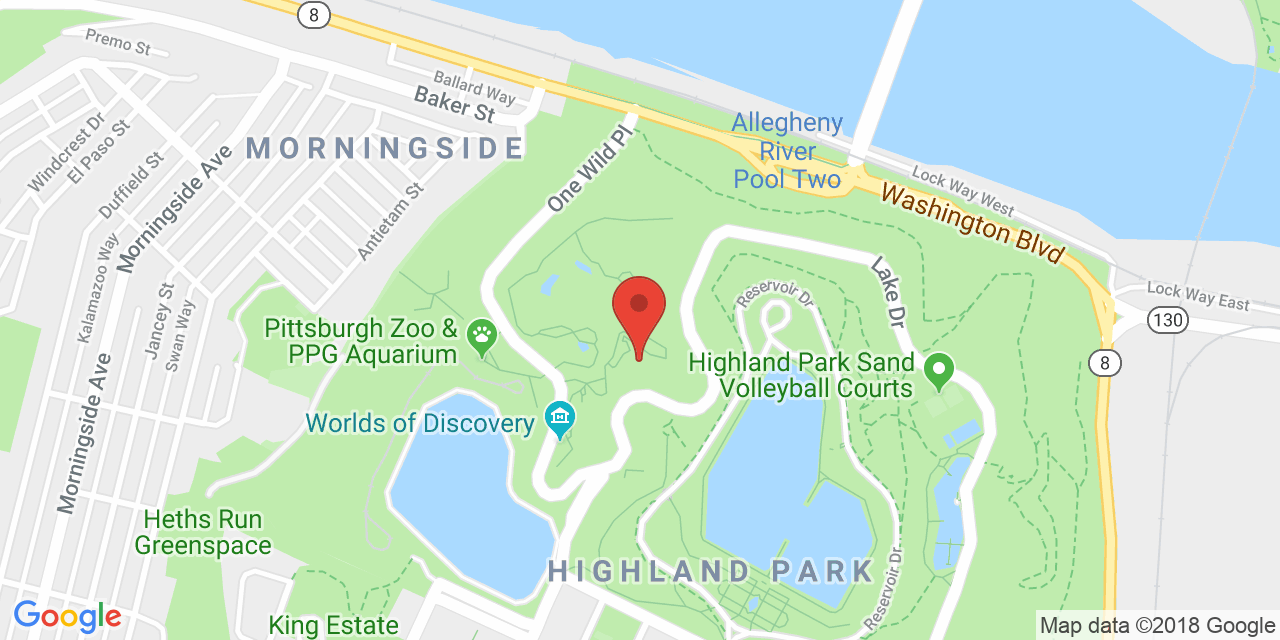 8
Premo St
Ballard Way
Baker St
Windcrest Dr
El Paso St
MORNINGSIDE
One Wild Pl
Allegheny
River
Pool Two
Lock Way West
Washington Blvd
Duffield St
Morningside Ave
Antietam St
Kalamazoo Way
Jancey St
Swan Way
Lake Dr
Reservoir Dr
Lock Way East
130
8
Pittsburgh Zoo &
PPG Aquarium
Highland Park Sand
Volleyball Courts
Worlds of Discovery
Morningside Ave
Heths Run
Greenspace
HIGHLAND PARK
Reservoir Dr
King Estate
Google
Map data ©2018 Google